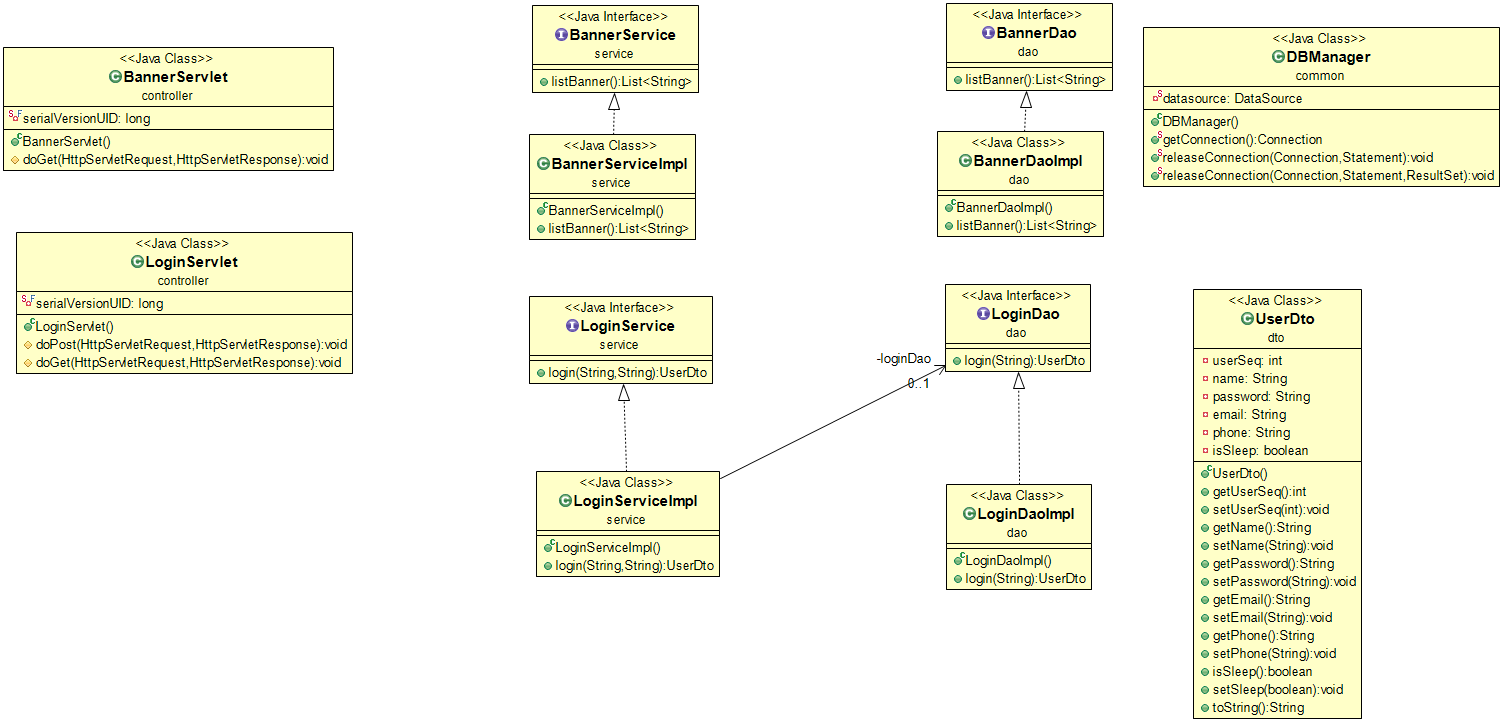 <<Java Class>>
BannerServlet
controller
serialVersionUID: long
BannerServlet()
doGet(HttpServletRequest,HttpServletResponse):void
<<Java Interface>>
BannerService
service
listBanner():List<String>
<<Java Class>>
BannerServiceImpl
service
BannerServiceImpl()
listBanner():List<String>
<<Java Interface>>
BannerDao
dao
listBanner():List<String>
<<Java Class>>
BannerDaoImpl
dao
BannerDaoImpl()
listBanner():List<String>
<<Java Class>>
DBManager
common
datasource: DataSource
DBManager()
getConnection():Connection
releaseConnection(Connection,Statement):void
releaseConnection(Connection,Statement,ResultSet):void
<<Java Class>>
LoginServlet
controller
serialVersionUID: long
LoginServlet()
doPost(HttpServletRequest,HttpServletResponse):void
doGet(HttpServletRequest,HttpServletResponse):void
<<Java Interface>>
LoginService
service
login(String,String):UserDto
<<Java Class>>
LoginServiceImpl
service
LoginServiceImpl()
login(String,String):UserDto
-loginDao
0..1
<<Java Interface>>
LoginDao
dao
login(String):UserDto
<<Java Class>>
LoginDaoImpl
dao
LoginDaoImpl()
login(String):UserDto
<<Java Class>>
UserDto
dto
userSeq: int
name: String
password: String
email: String
phone: String
isSleep: boolean
UserDto()
getUserSeq():int
setUserSeq(int):void
getName():String
setName(String):void
getPassword():String
setPassword(String):void
getEmail():String
setEmail(String):void
getPhone():String
setPhone(String):void
isSleep():boolean
setSleep(boolean):void
toString():String